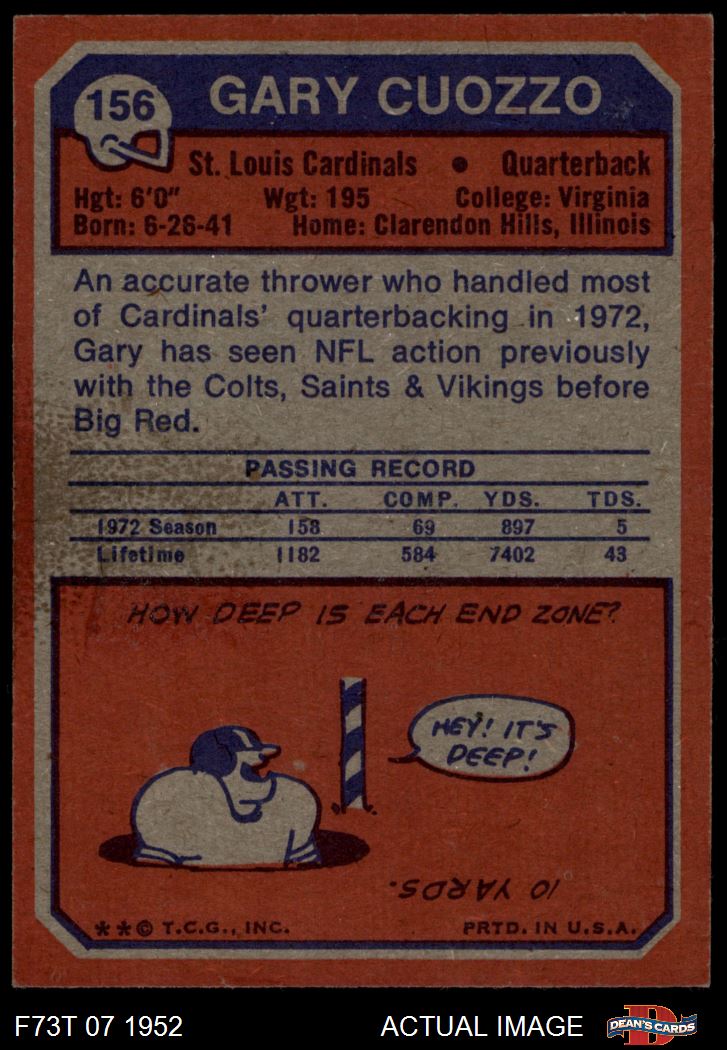 156
GARY CUOZZO
St. Louis Cardinals • Quarterback
Hgt: 6'0" Wgt: 195 College: Virginia
Born: 6-26-41 Home: Clarendon Hills, Illinois
An accurate thrower who handled most
of Cardinals' quarterbacking in 1972,
Gary has seen NFL action previously
with the Colts, Saints & Vikings before
Big Red.
PASSING RECORD
ATT. COMP. YDS. TDS.
1972 Season 158 69 897 5
Lifetime 1182 584 7402 43
HOW DEEP IS EACH END ZONE?
HEY! IT'S
DEEP!
10 YARDS.
**© T.C.G., INC. PRTD. IN U.S.A.
F73T 07 1952 ACTUAL IMAGE
D
DEAN'S CARDS